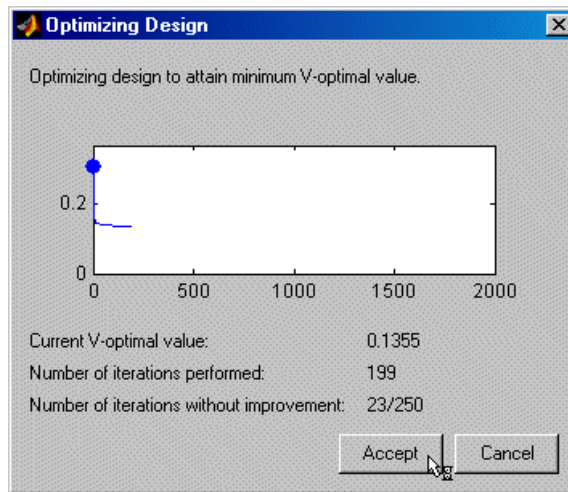 Optimizing Design
Optimizing design to attain minimum V-optimal value.
0.2
0
0 500 1000 1500 2000
Current V-optimal value: 0.1355
Number of iterations performed: 199
Number of iterations without improvement: 23/250
Accept Cancel